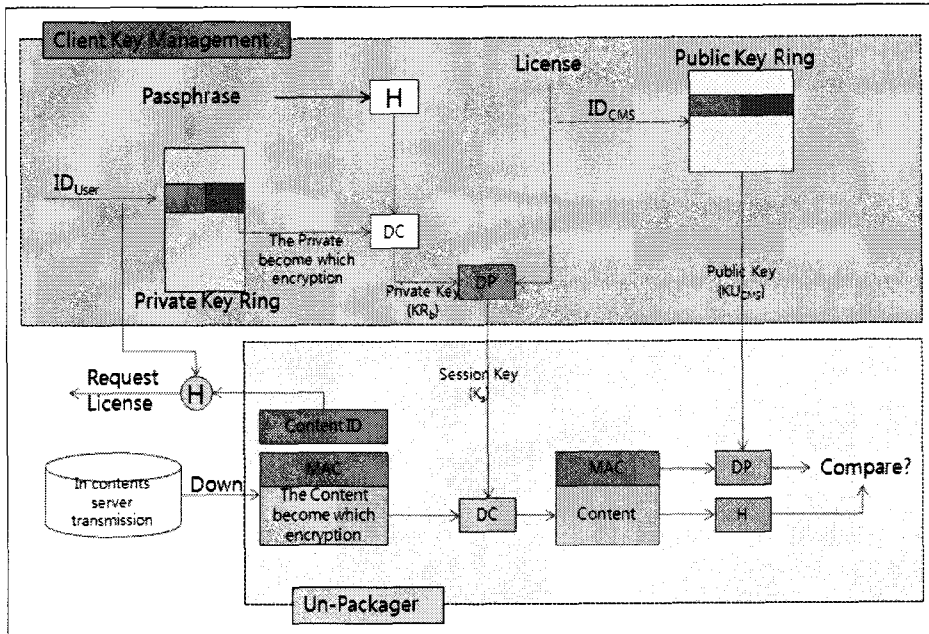 Client Key Management
Passphrase
H
License
Public Key Ring
ID_CMS
ID_User
DC
The Private
become which
encryption
Private Key Ring
Private Key
(KR_b)
DP
Public Key
(KU_CMS)
Request
License
H
Session Key
(K_s)
Content ID
In contents
server
transmission
Down
MAC
The Content
become which
encryption
DC
MAC
Content
DP
H
Compare?
Un-Packager